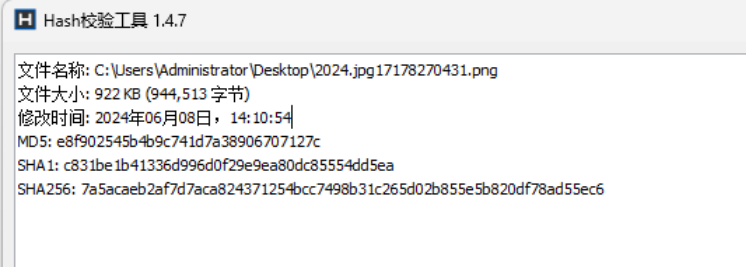 Hash校验工具 1.4.7
文件名称: C:\Users\Administrator\Desktop\2024.jpg17178270431.png
文件大小: 922 KB (944,513 字节)
修改时间: 2024年06月08日，14:10:54
MD5: e8f902545b4b9c741d7a38906707127c
SHA1: c831be1b41336d996d0f29e9ea80dc85554dd5ea
SHA256: 7a5acaeb2af7d7aca824371254bcc7498b31c265d02b855e5b820df78ad55ec6